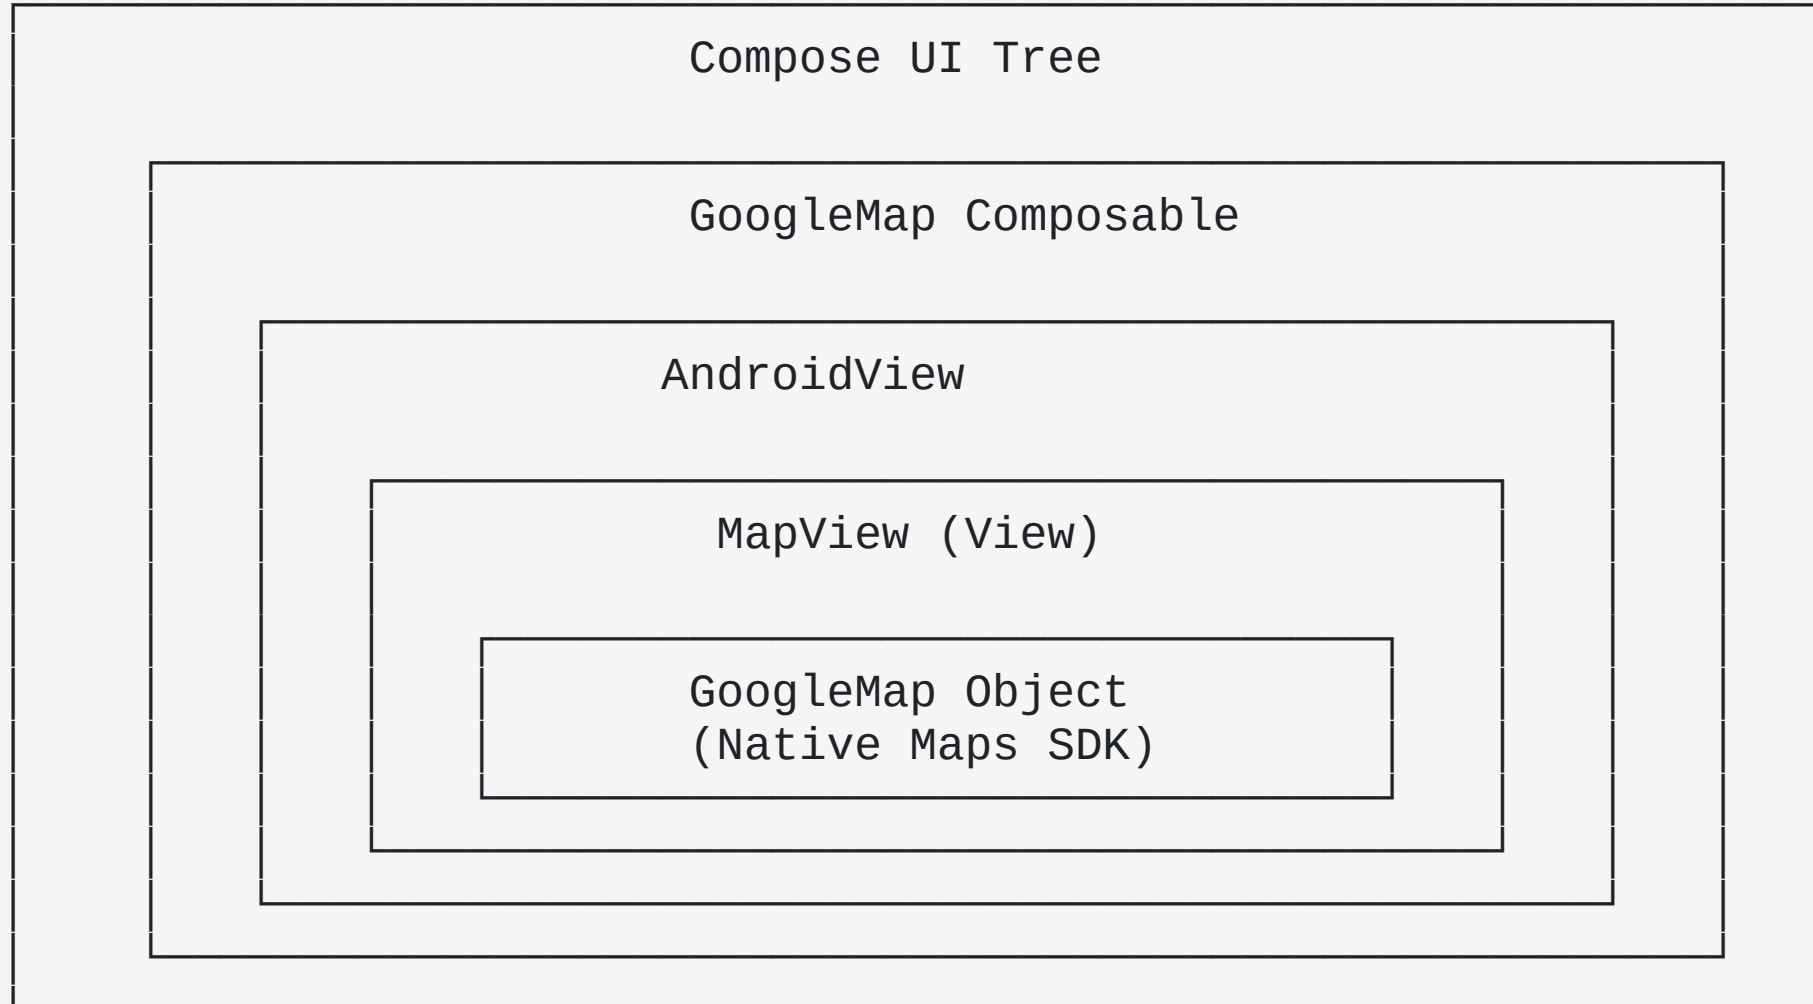 Compose UI Tree
GoogleMap Composable
AndroidView
MapView (View)
GoogleMap Object
(Native Maps SDK)